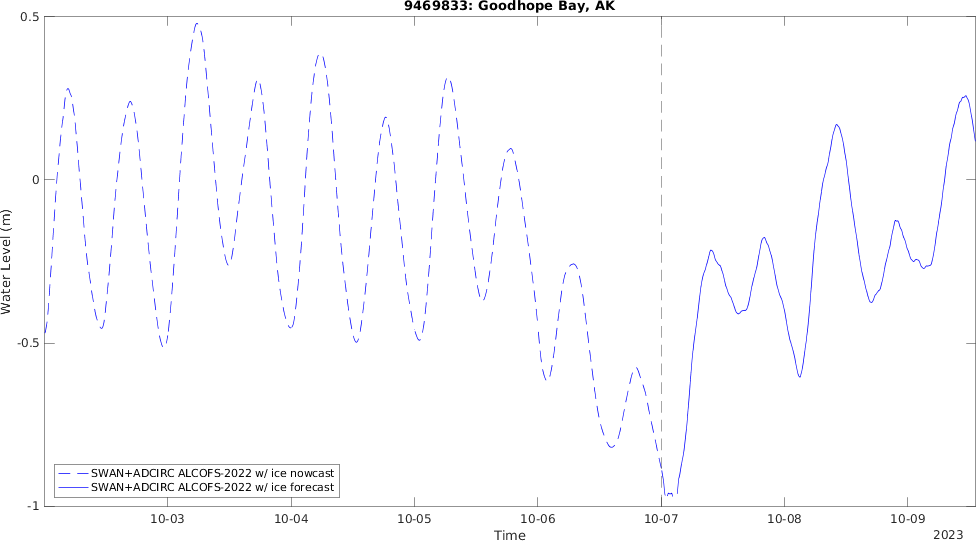 9469833: Goodhope Bay, AK
0.5
0
-0.5
-1
Water Level (m)
SWAN+ADCIRC ALCOFS-2022 w/ ice nowcast
SWAN+ADCIRC ALCOFS-2022 w/ ice forecast
10-03 10-04 10-05 10-06 10-07 10-08 10-09
Time
2023